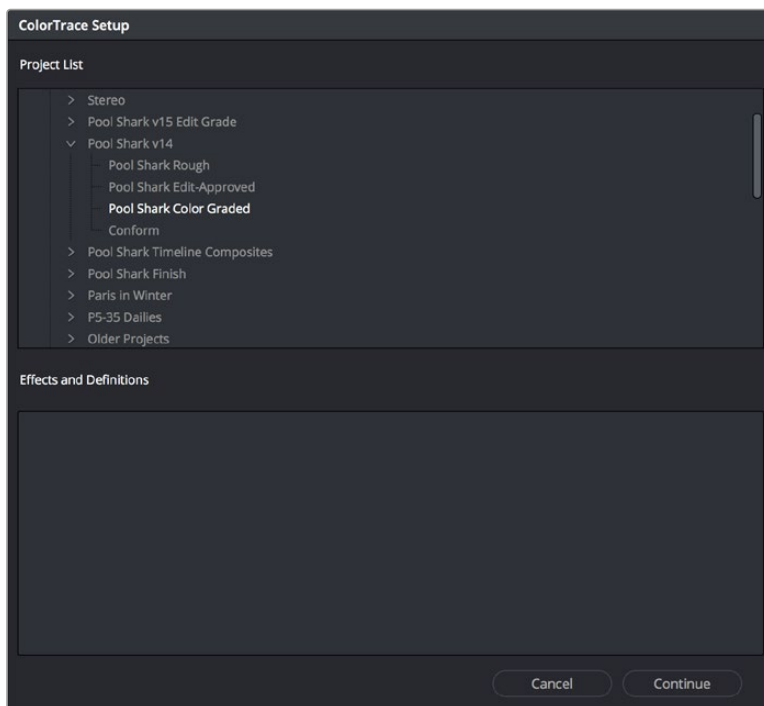 ColorTrace Setup
Project List
Stereo
Pool Shark v15 Edit Grade
Pool Shark v14
Pool Shark Rough
Pool Shark Edit-Approved
Pool Shark Color Graded
Conform
Pool Shark Timeline Composites
Pool Shark Finish
Paris in Winter
P5-35 Dailies
Older Projects
Effects and Definitions
Cancel Continue